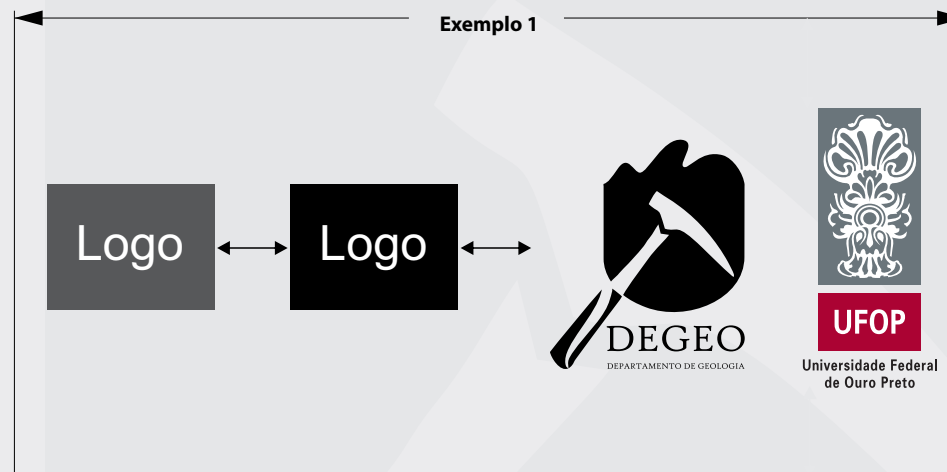 Exemplo 1
Logo
Logo
DEGEO
DEPARTAMENTO DE GEOLOGIA
UFOP
Universidade Federal
de Ouro Preto